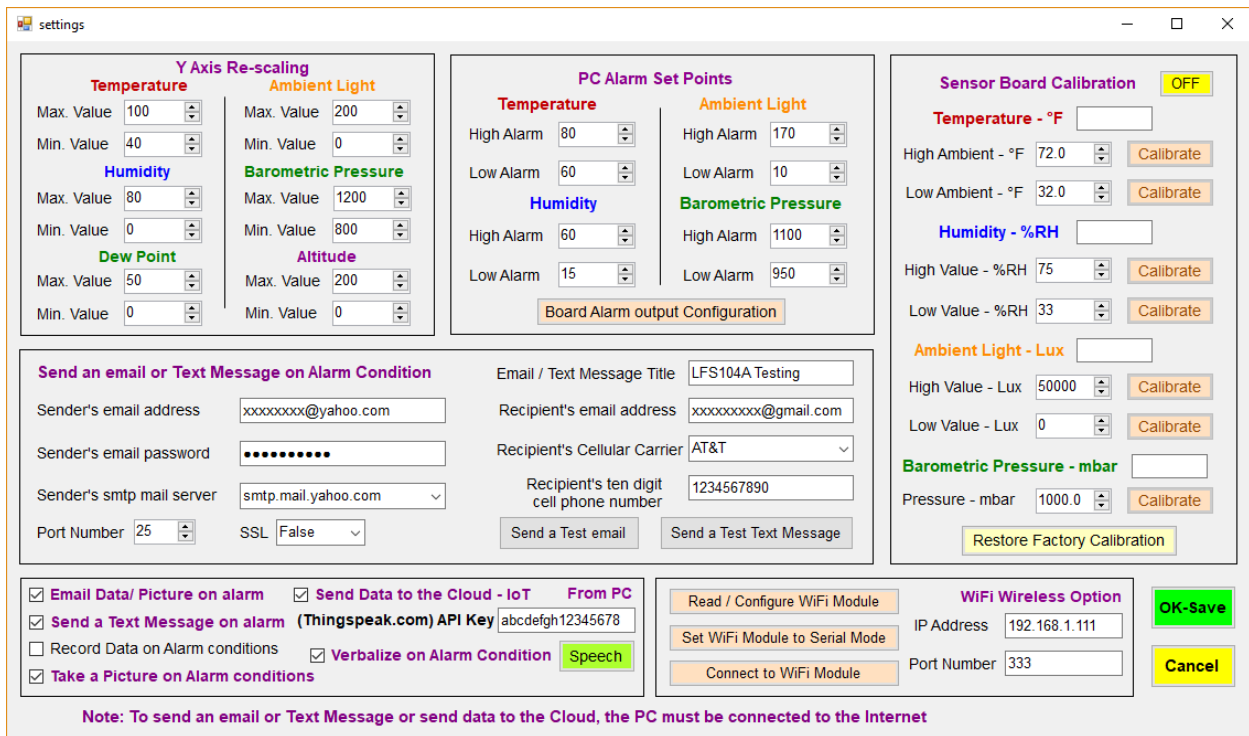 settings
Y Axis Re-scaling
Temperature
Max. Value 100
Min. Value 40
Ambient Light
Max. Value 200
Min. Value 0
Humidity
Max. Value 80
Min. Value 0
Barometric Pressure
Max. Value 1200
Min. Value 800
Dew Point
Max. Value 50
Min. Value 0
Altitude
Max. Value 200
Min. Value 0
PC Alarm Set Points
Temperature
High Alarm 80
Low Alarm 60
Ambient Light
High Alarm 170
Low Alarm 10
Humidity
High Alarm 60
Low Alarm 15
Barometric Pressure
High Alarm 1100
Low Alarm 950
Board Alarm output Configuration
Sensor Board Calibration OFF
Temperature - °F
High Ambient - °F 72.0 Calibrate
Low Ambient - °F 32.0 Calibrate
Humidity - %RH
High Value - %RH 75 Calibrate
Low Value - %RH 33 Calibrate
Ambient Light - Lux
High Value - Lux 50000 Calibrate
Low Value - Lux 0 Calibrate
Barometric Pressure - mbar
Pressure - mbar 1000.0 Calibrate
Restore Factory Calibration
Send an email or Text Message on Alarm Condition
Sender's email address xxxxxxxx@yahoo.com
Sender's email password ●●●●●●●●●●
Sender's smtp mail server smtp.mail.yahoo.com
Port Number 25 SSL False
Email / Text Message Title LFS104A Testing
Recipient's email address xxxxxxxxx@gmail.com
Recipient's Cellular Carrier AT&T
Recipient's ten digit
cell phone number 1234567890
Send a Test email Send a Test Text Message
Email Data/ Picture on alarm Send Data to the Cloud - IoT From PC
Send a Text Message on alarm (Thingspeak.com) API Key abcdefgh12345678
Record Data on Alarm conditions Verbalize on Alarm Condition Speech
Take a Picture on Alarm conditions
Read / Configure WiFi Module WiFi Wireless Option
Set WiFi Module to Serial Mode IP Address 192.168.1.111
Connect to WiFi Module Port Number 333
OK-Save
Cancel
Note: To send an email or Text Message or send data to the Cloud, the PC must be connected to the Internet